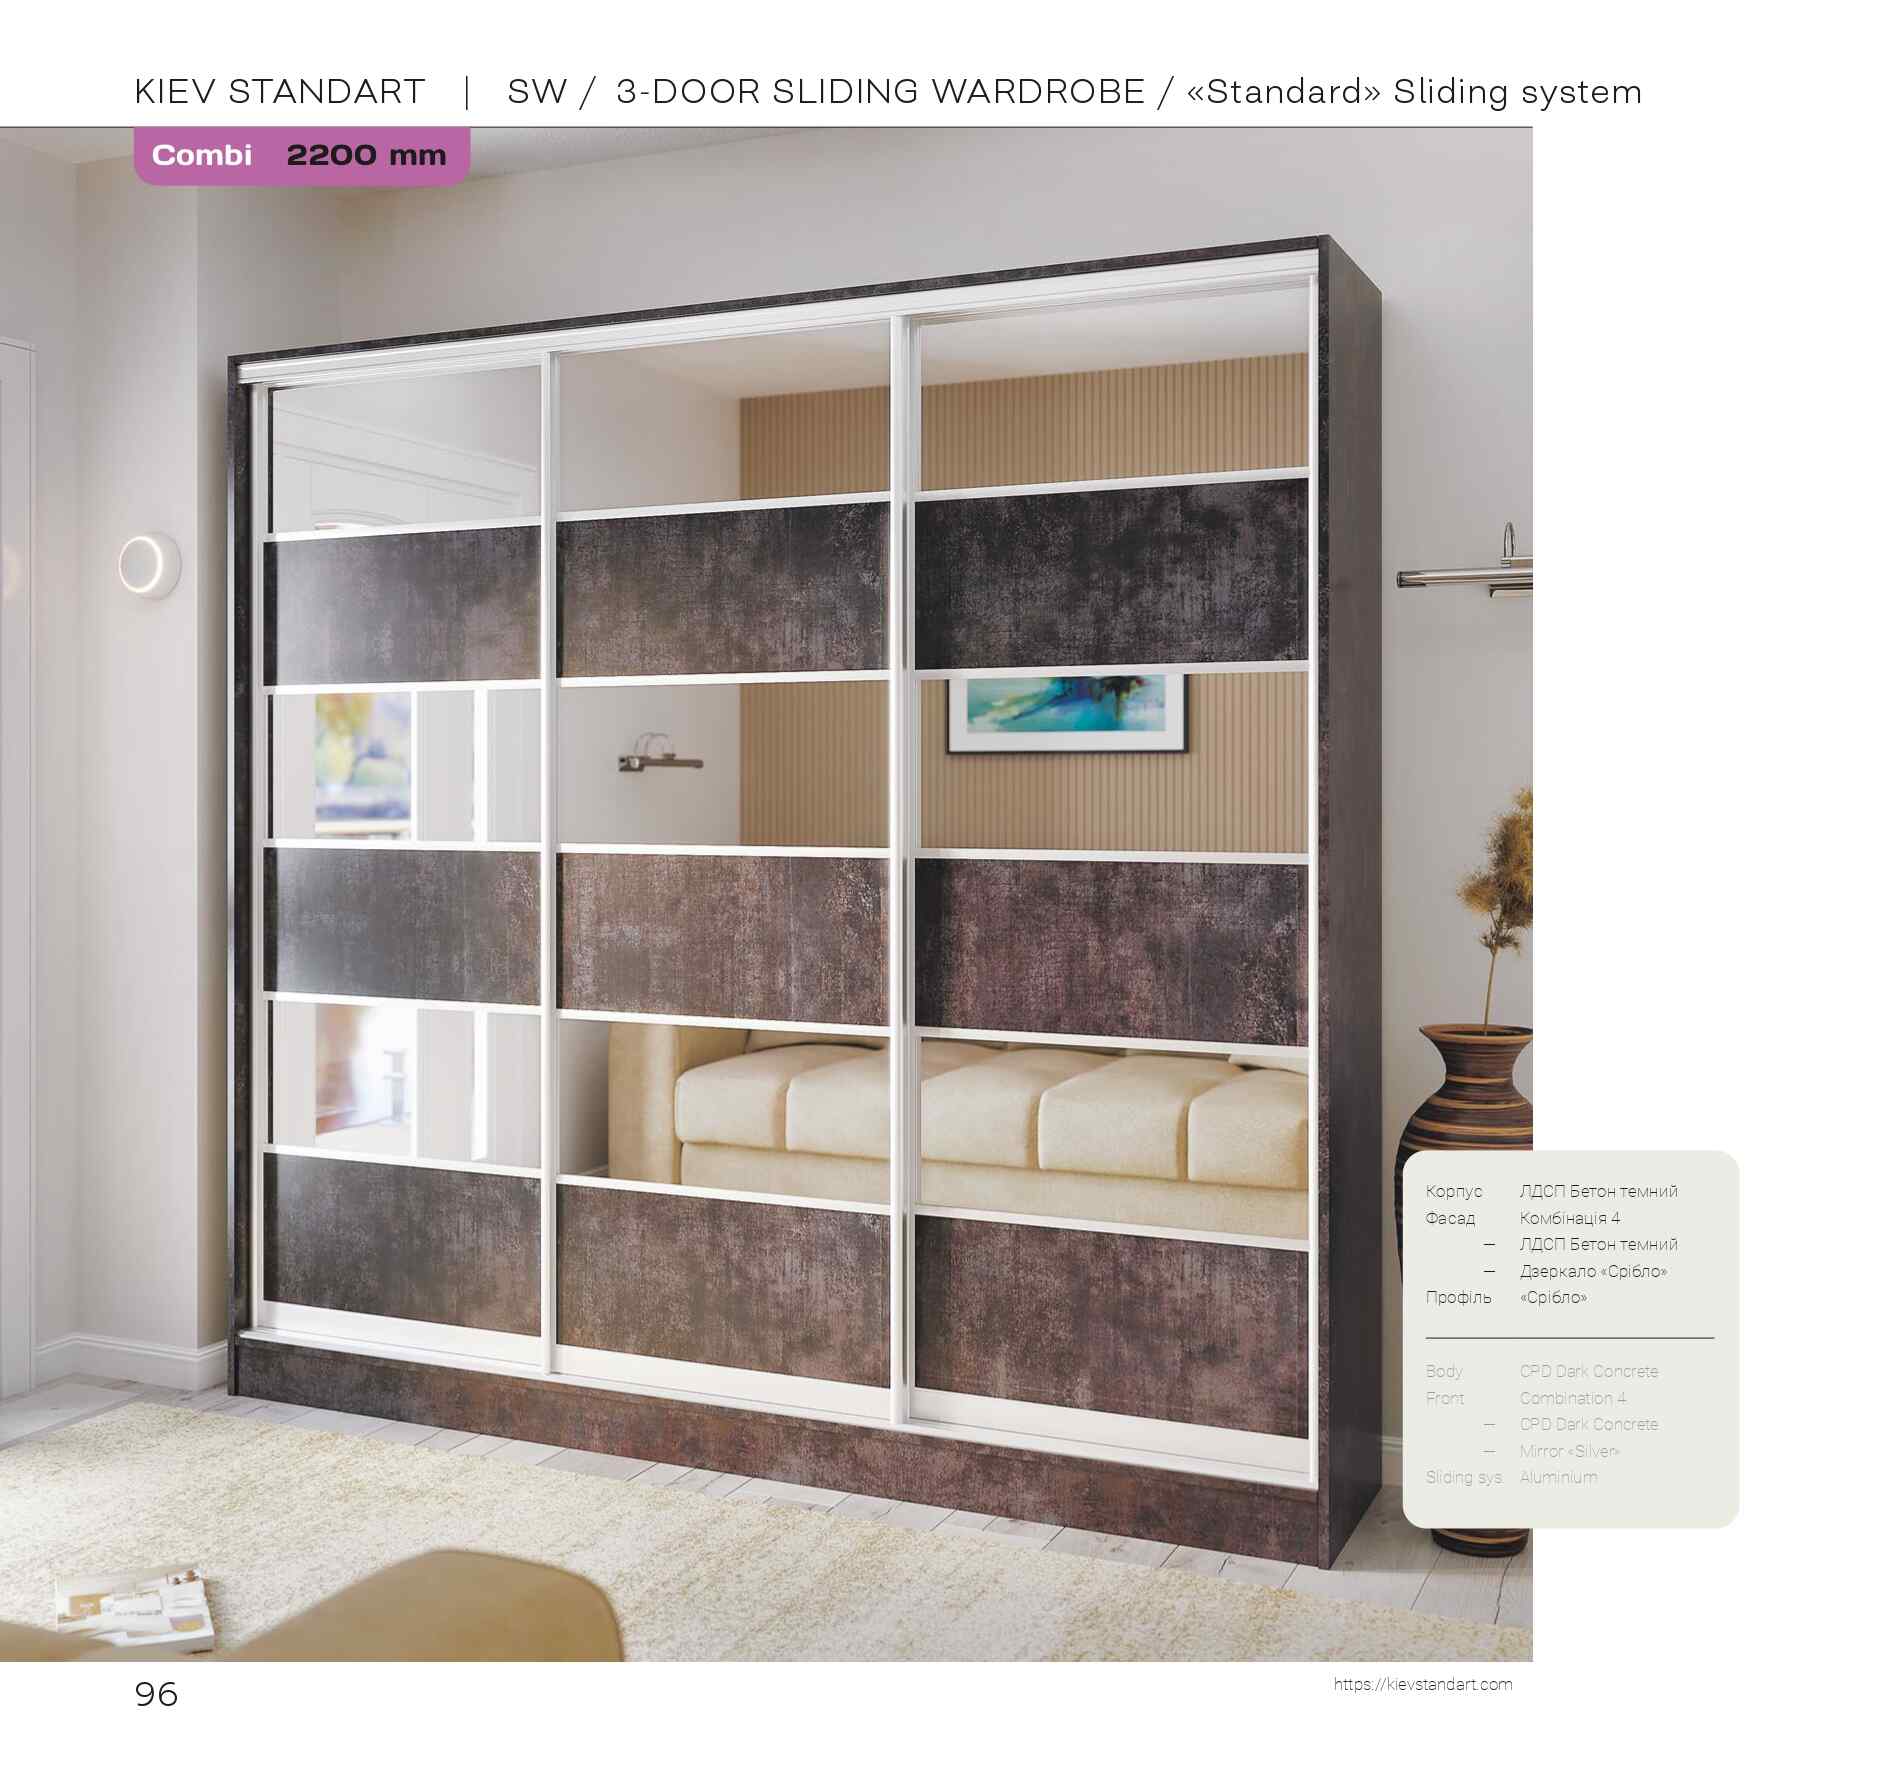 KIEV STANDART | SW / 3-DOOR SLIDING WARDROBE / «Standard» Sliding system
Combi 2200 mm
Корпус ЛДСП Бетон темний
Фасад Комбінація 4
– ЛДСП Бетон темний
– Дзеркало «Срібло»
Профіль «Срібло»
Body CPD Dark Concrete
Front Combination 4
– CPD Dark Concrete
– Mirror «Silver»
Sliding sys. Aluminium
96
https://kievstandart.com